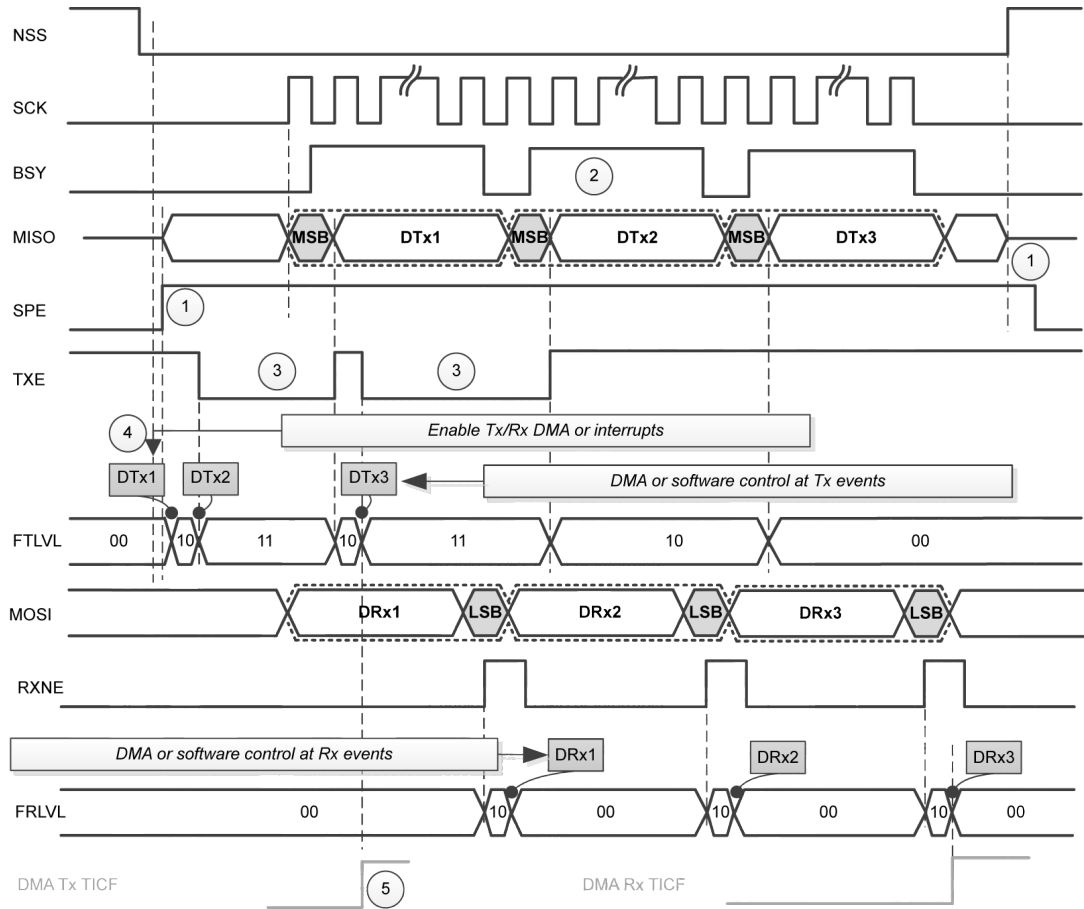 NSS
SCK
BSY
2
MISO
MSB DTx1 MSB DTx2 MSB DTx3
1
SPE
1
TXE
3 3
4
Enable Tx/Rx DMA or interrupts
DTx1 DTx2 DTx3 DMA or software control at Tx events
FTLVL 00 10 11 10 11 10 00
MOSI DRx1 LSB DRx2 LSB DRx3 LSB
RXNE
DMA or software control at Rx events DRx1 DRx2 DRx3
FRLVL 00 10 00 10 00 10 00
DMA Tx TICF 5 DMA Rx TICF